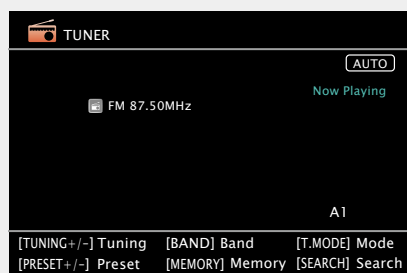 TUNER
AUTO
Now Playing
FM 87.50MHz
A1
[TUNING+/-] Tuning [BAND] Band [T.MODE] Mode
[PRESET+/-] Preset [MEMORY] Memory [SEARCH] Search